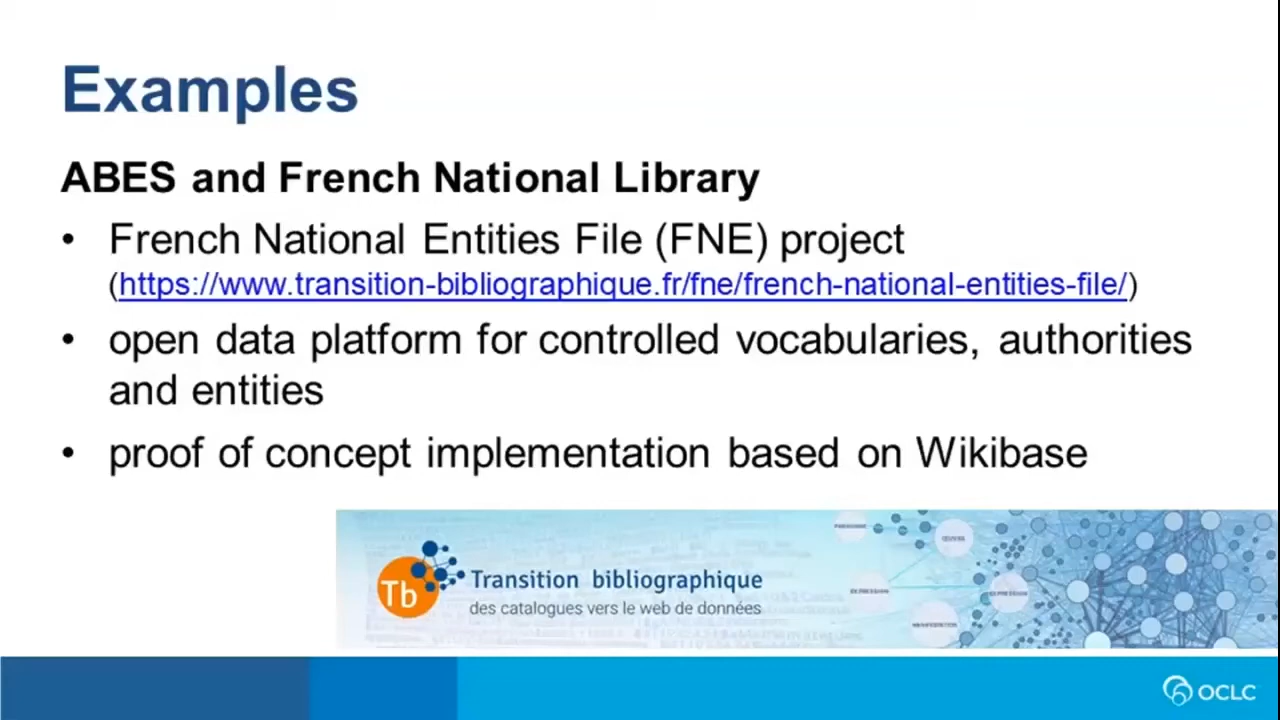 Examples
ABES and French National Library
• French National Entities File (FNE) project
(https://www.transition-bibliographique.fr/fne/french-national-entities-file/)
• open data platform for controlled vocabularies, authorities
and entities
• proof of concept implementation based on Wikibase
Tb
Transition bibliographique
des catalogues vers le web de données
OCLC